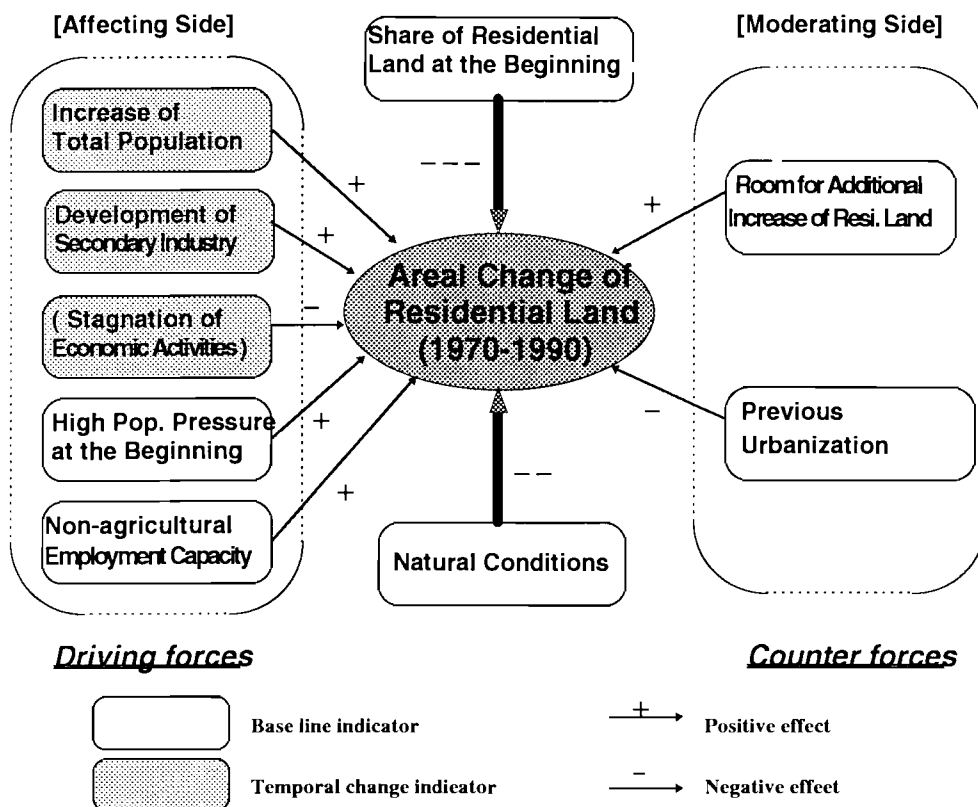 [Affecting Side]
Share of Residential
Land at the Beginning
[Moderating Side]
Increase of
Total Population
Development of
Secondary Industry
( Stagnation of
Economic Activities )
High Pop. Pressure
at the Beginning
Non-agricultural
Employment Capacity
+
+
−
+
+
− − −
Areal Change of
Residential Land
(1970-1990)
− −
Natural Conditions
+
Room for Additional
Increase of Resi. Land
−
Previous
Urbanization
Driving forces
Counter forces
Base line indicator
+
Positive effect
Temporal change indicator
−
Negative effect